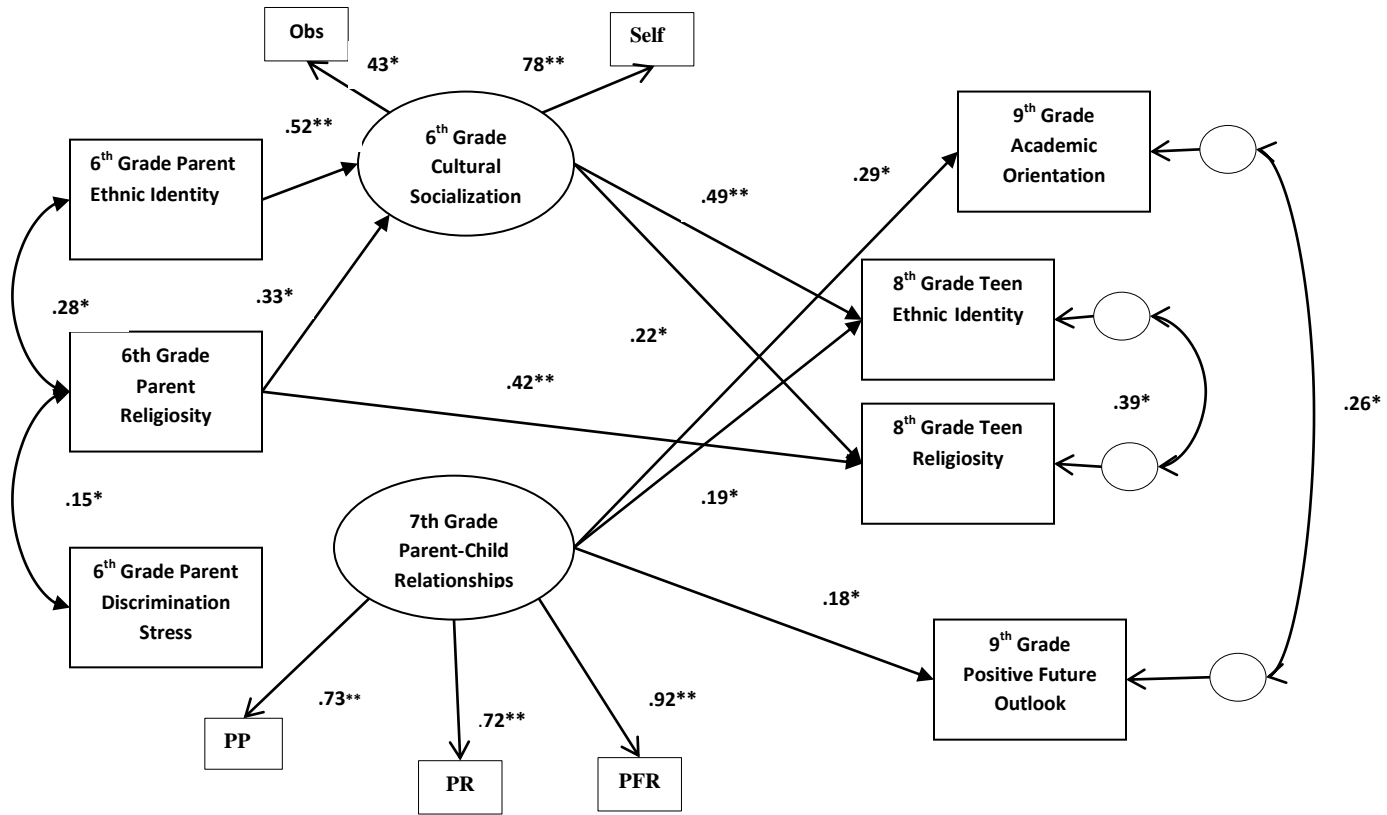 Obs
43*
78**
Self
.52**
6th Grade
Cultural
Socialization
6th Grade Parent
Ethnic Identity
9th Grade
Academic
Orientation
.29*
.49**
.28*
.33*
8th Grade Teen
Ethnic Identity
.22*
6th Grade
Parent
Religiosity
.42**
.39*
.26*
8th Grade Teen
Religiosity
.15*
.19*
7th Grade
Parent-Child
Relationships
6th Grade Parent
Discrimination
Stress
.18*
9th Grade
Positive Future
Outlook
.73**
.72**
.92**
PP
PR
PFR